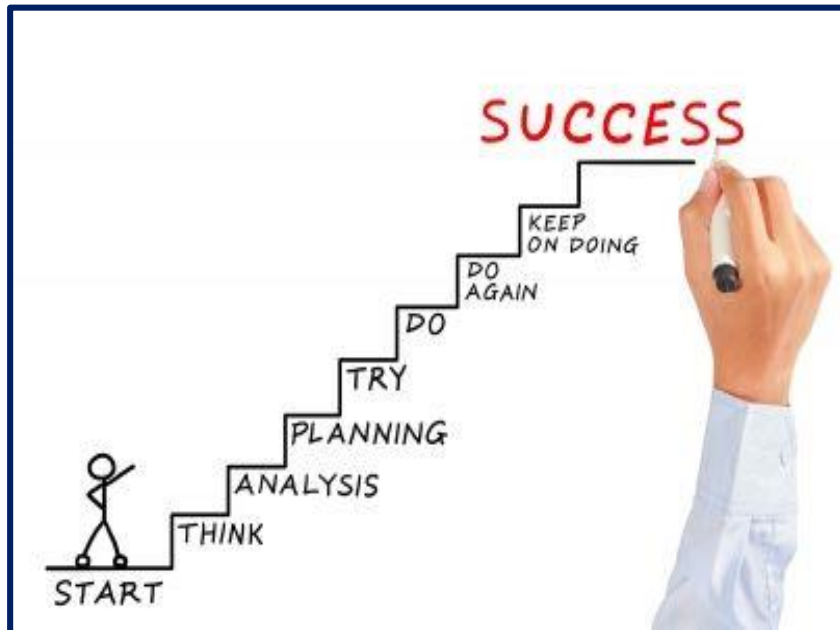 SUCCESS
KEEP
ON DOING
DO
AGAIN
DO
TRY
PLANNING
ANALYSIS
THINK
START